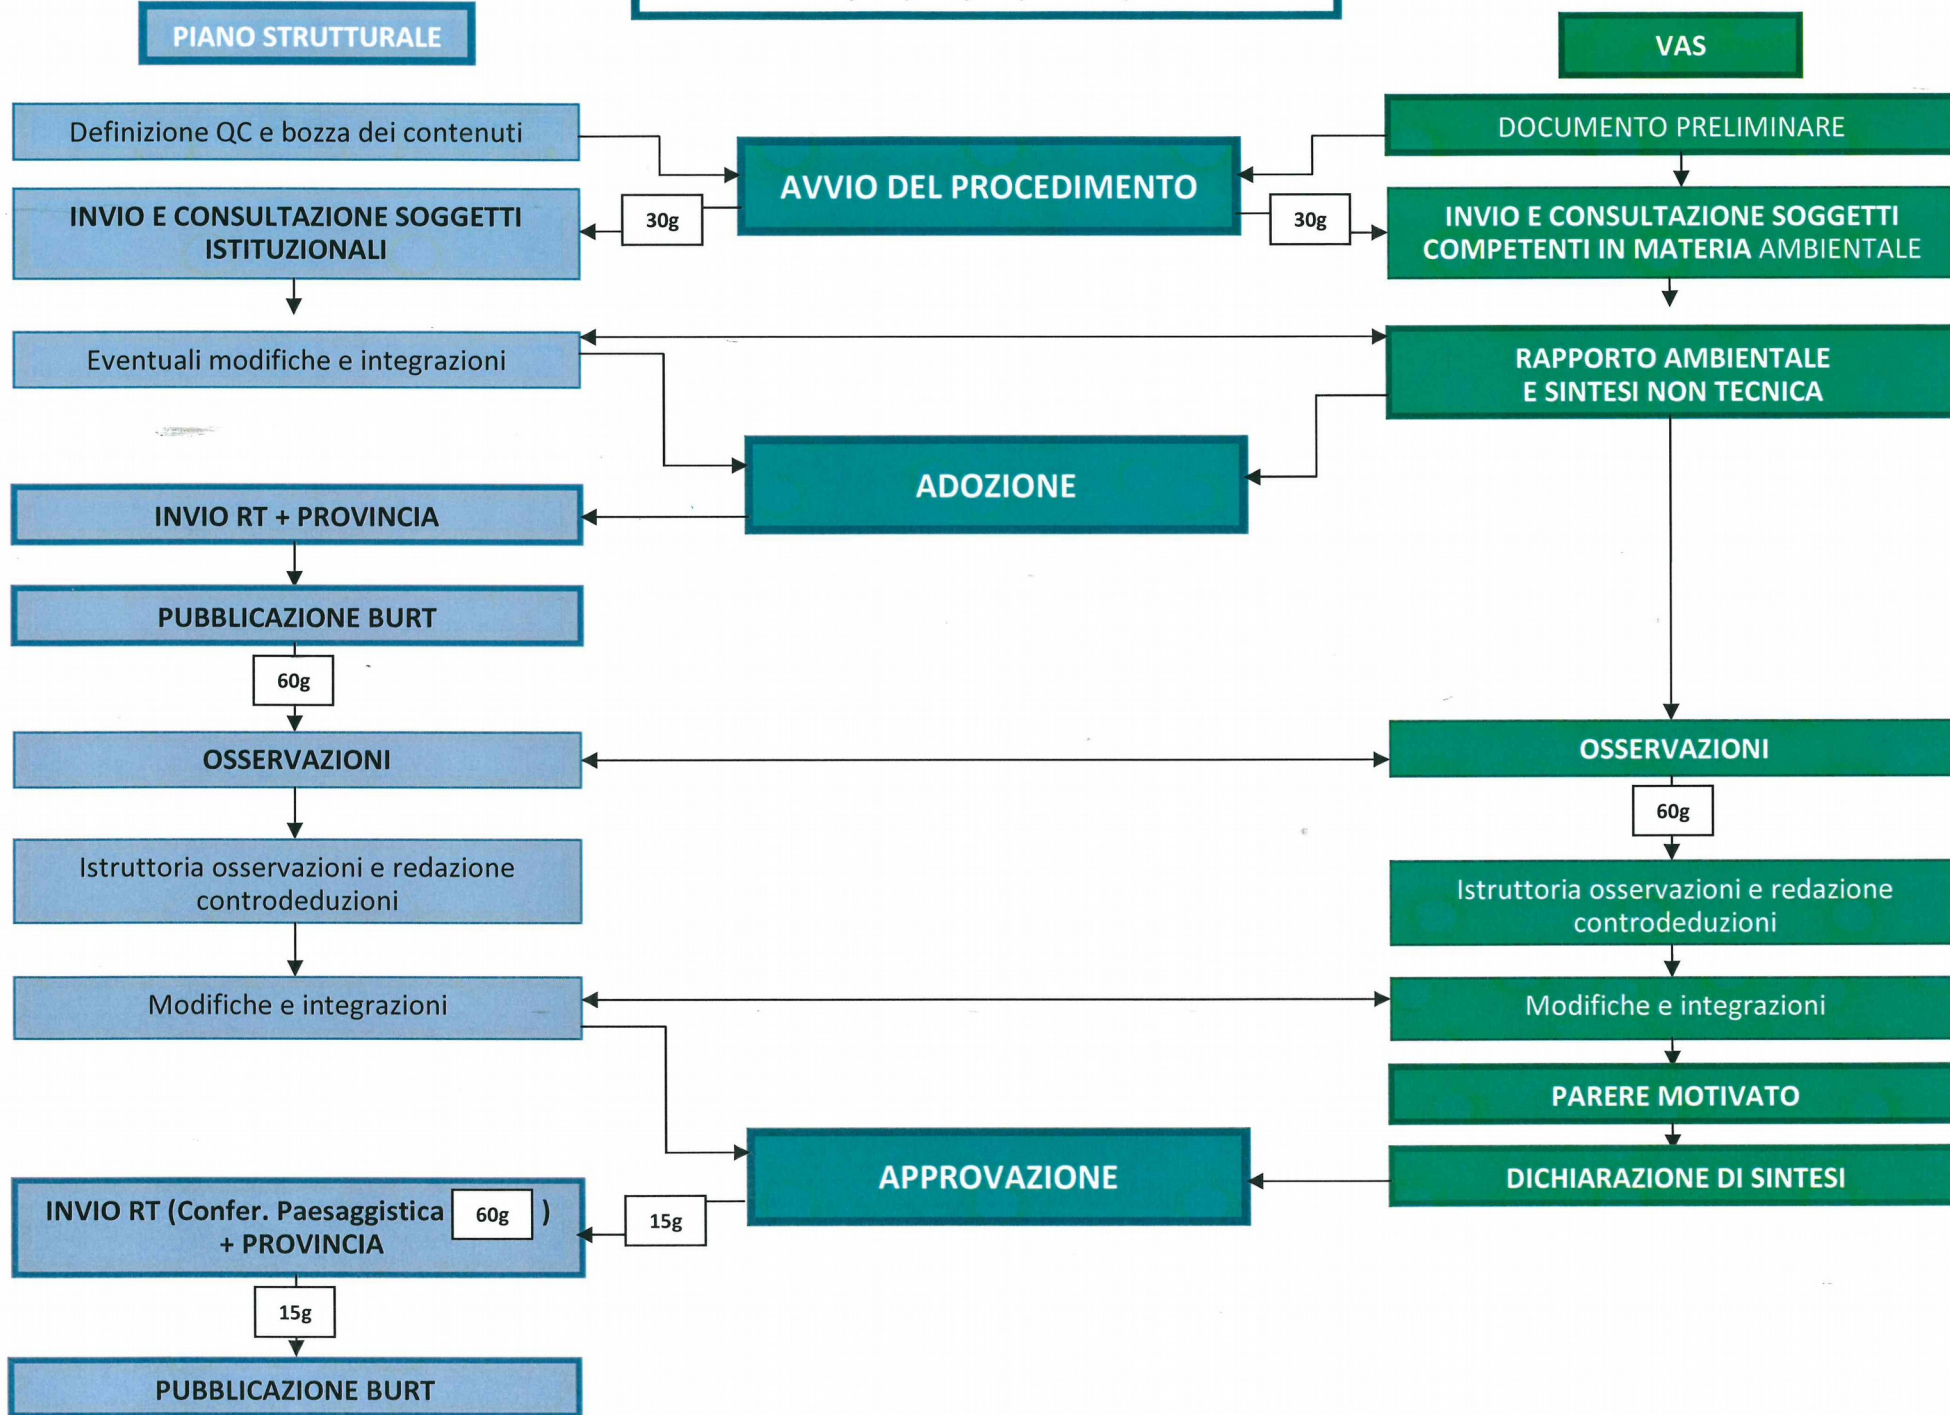 PIANO STRUTTURALE
VAS
Definizione QC e bozza dei contenuti
DOCUMENTO PRELIMINARE
AVVIO DEL PROCEDIMENTO
INVIO E CONSULTAZIONE SOGGETTI
ISTITUZIONALI
30g
30g
INVIO E CONSULTAZIONE SOGGETTI
COMPETENTI IN MATERIA AMBIENTALE
Eventuali modifiche e integrazioni
RAPPORTO AMBIENTALE
E SINTESI NON TECNICA
ADOZIONE
INVIO RT + PROVINCIA
PUBBLICAZIONE BURT
60g
OSSERVAZIONI
OSSERVAZIONI
60g
Istruttoria osservazioni e redazione
controdeduzioni
Istruttoria osservazioni e redazione
controdeduzioni
Modifiche e integrazioni
Modifiche e integrazioni
PARERE MOTIVATO
APPROVAZIONE
DICHIARAZIONE DI SINTESI
INVIO RT (Confer. Paesaggistica 60g )
+ PROVINCIA
15g
15g
PUBBLICAZIONE BURT